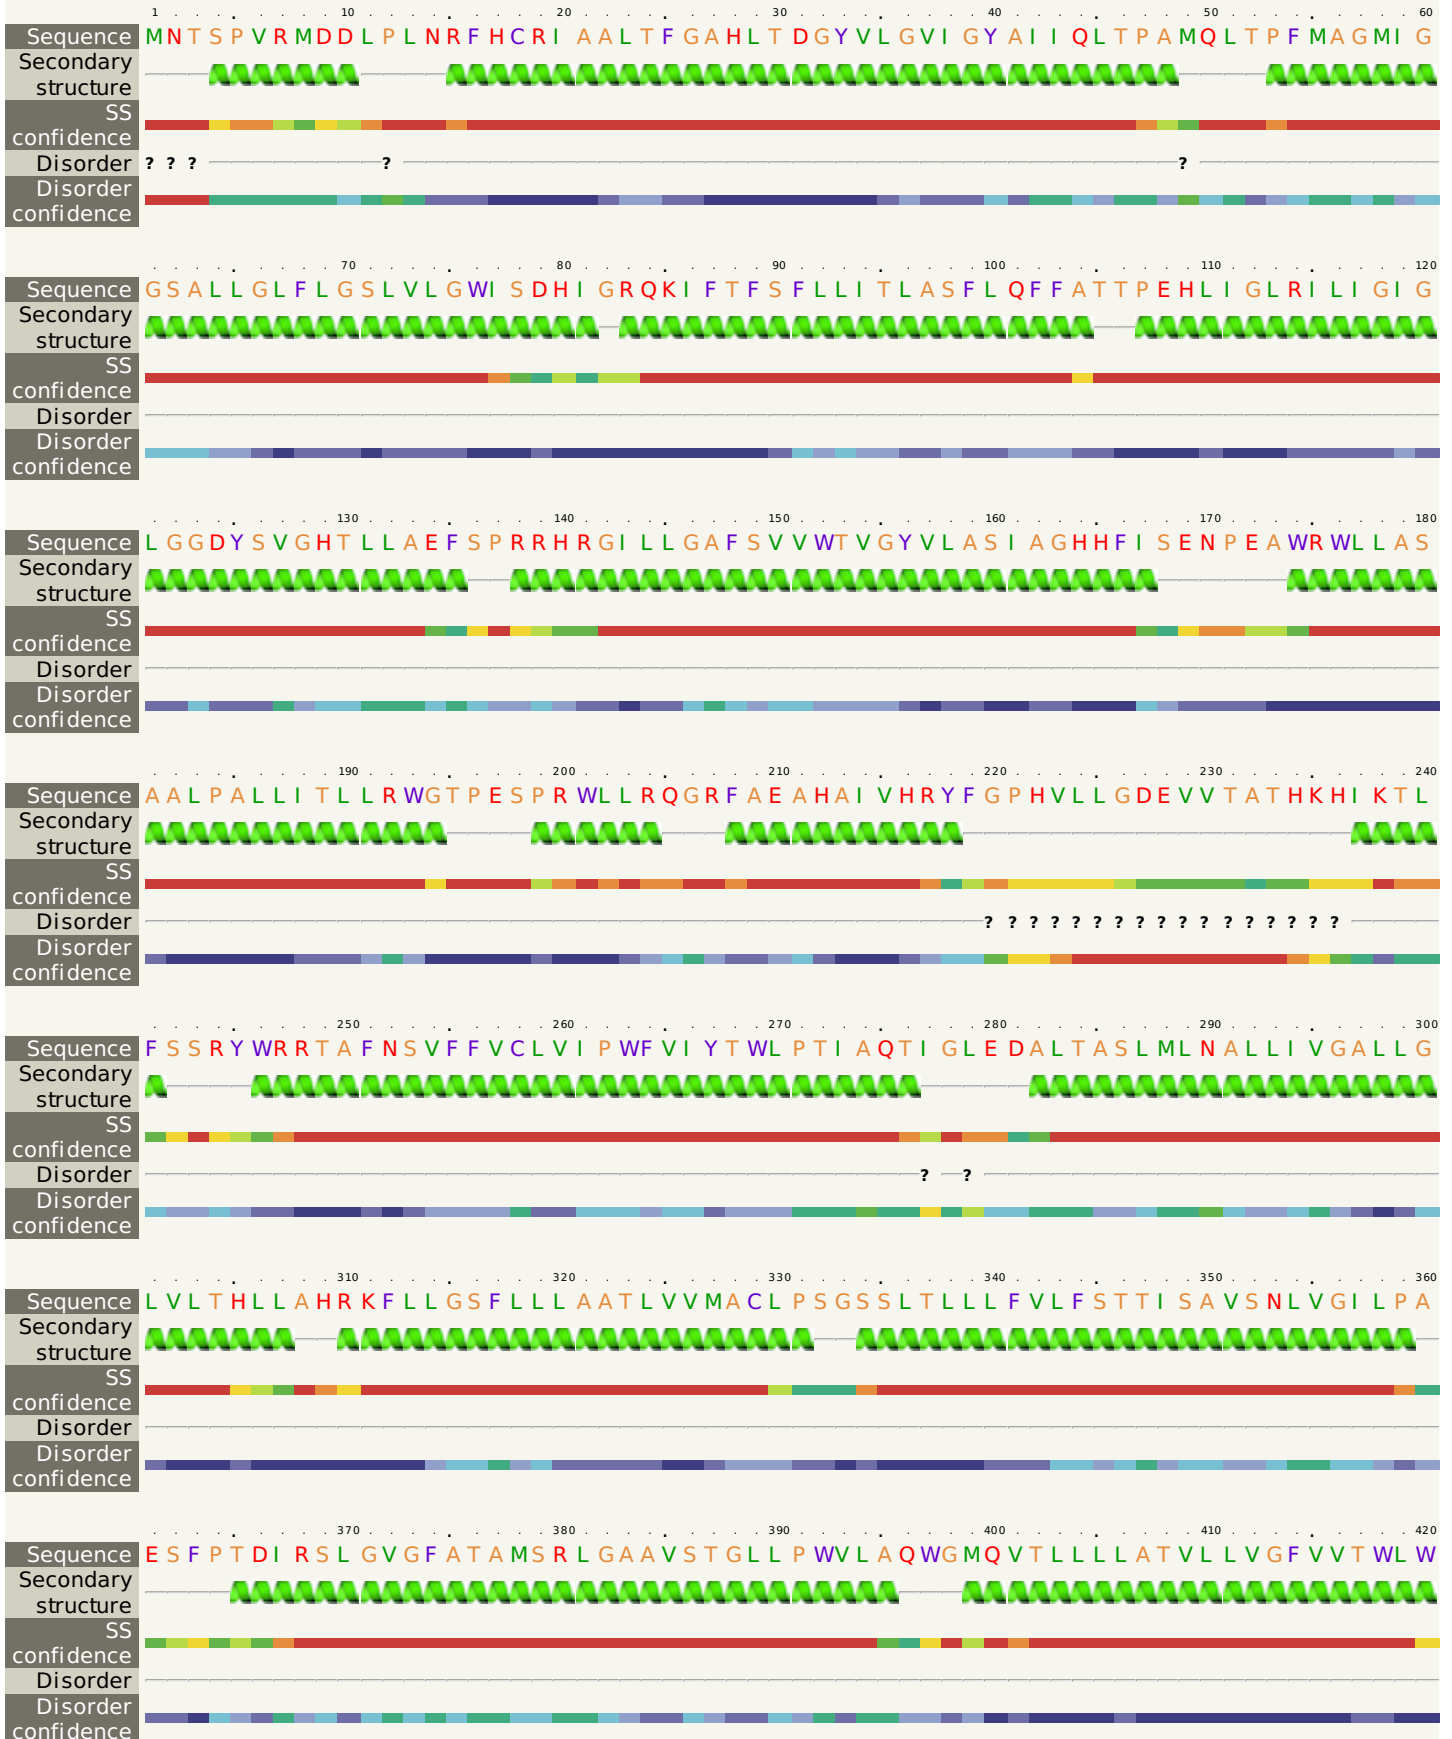 1 10 20 30 40 50 60
Sequence MNTSPVRMDDLPLNRFHCRIAALTFGAHLTDGYVLGVIGYAIIQLTPAMQLTPFMAGMIG
Secondary
structure
SS
confidence
Disorder ? ? ? ? ?
Disorder
confidence
70 80 90 100 110 120
Sequence GSALLGLFLGSLVLGWISDHIGRQKIFTFSFLLITLASFLQFFATTPEHLIGLRILIGIG
Secondary
structure
SS
confidence
Disorder
Disorder
confidence
130 140 150 160 170 180
Sequence LGGDYSVGHTLLAEFSPRRHRGILLGAFSVVWTVGYVLASIAGHHFISENPEAWRWLLAS
Secondary
structure
SS
confidence
Disorder
Disorder
confidence
190 200 210 220 230 240
Sequence AALPALLITLLRWGTPESPRWLLRQGRFAEAHAIVHRYFGPHVLLGDEVVTATHKHIKTL
Secondary
structure
SS
confidence
Disorder ? ? ? ? ? ? ? ? ? ? ? ? ? ? ? ? ?
Disorder
confidence
250 260 270 280 290 300
Sequence FSSRYWRRTAFNSVFFVCLVIPWFVIYTWLPTIAQTIGLEDALTASLMLNALLIVGALLG
Secondary
structure
SS
confidence
Disorder ? ?
Disorder
confidence
310 320 330 340 350 360
Sequence LVLTHLLAHRKFLLGSFLLLAATLVVMACLPSGSSLTLLLFVLFSTTISAVSNLVGILPA
Secondary
structure
SS
confidence
Disorder
Disorder
confidence
370 380 390 400 410 420
Sequence ESFPTDIRSLGVGFATAMSRLGAAVSTGLLPWVLAQWGMQVTLLLLATVLLVGFVVTWLW
Secondary
structure
SS
confidence
Disorder
Disorder
confidence